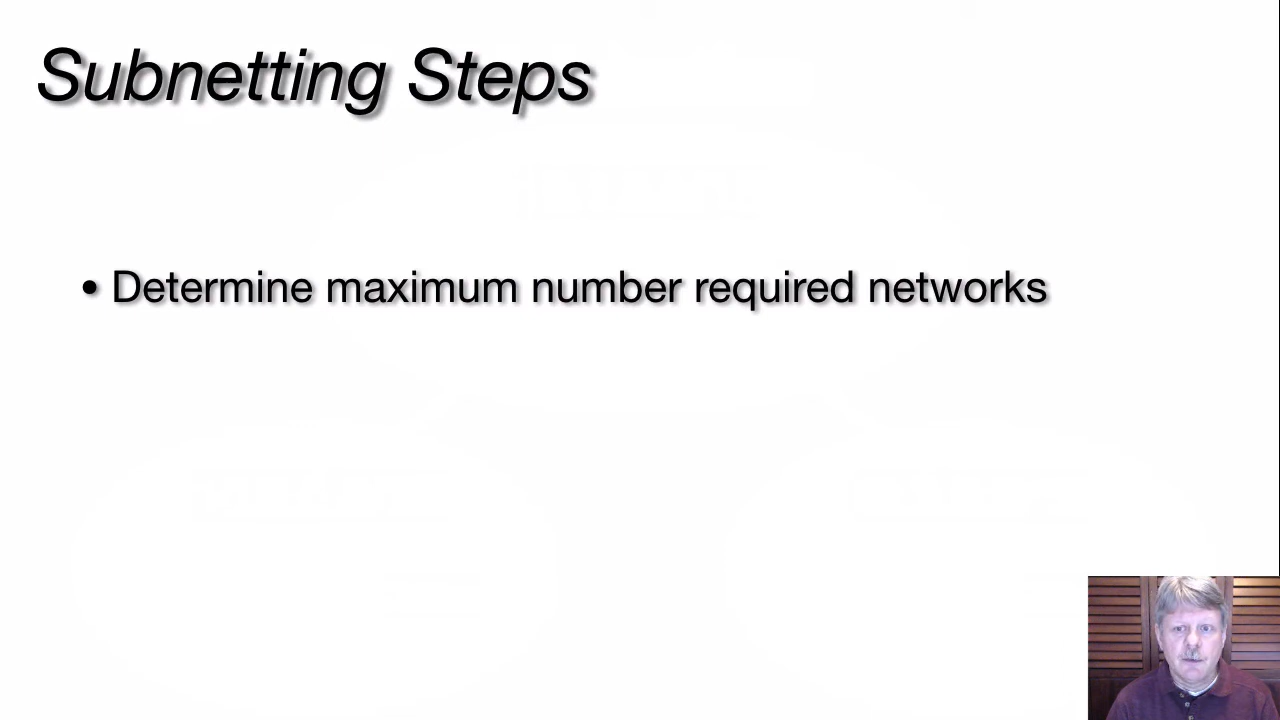 Subnetting Steps
• Determine maximum number required networks